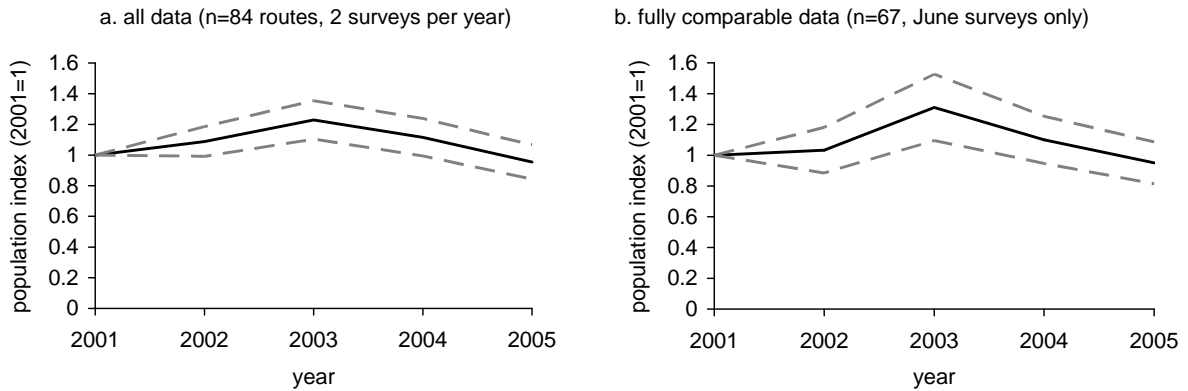 a. all data (n=84 routes, 2 surveys per year)
population index (2001=1)
1.6
1.4
1.2
1
0.8
0.6
0.4
0.2
0
2001 2002 2003 2004 2005
year
b. fully comparable data (n=67, June surveys only)
population index (2001=1)
1.6
1.4
1.2
1
0.8
0.6
0.4
0.2
0
2001 2002 2003 2004 2005
year